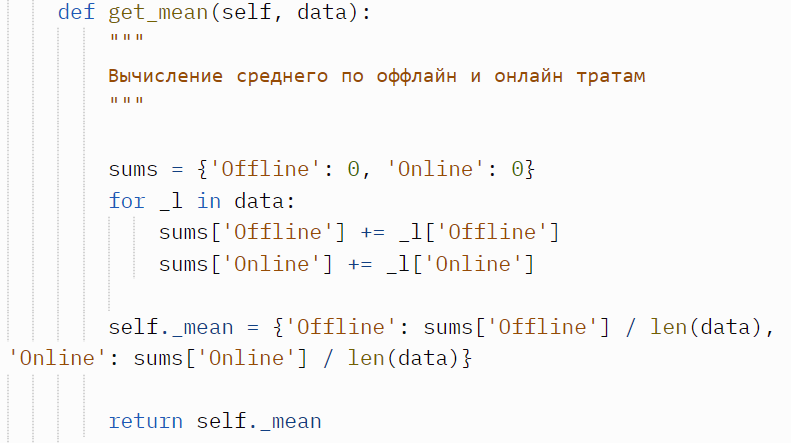 def get_mean(self, data):
"""
Вычисление среднего по оффлайн и онлайн тратам
"""
sums = {'Offline': 0, 'Online': 0}
for _l in data:
sums['Offline'] += _l['Offline']
sums['Online'] += _l['Online']
self._mean = {'Offline': sums['Offline'] / len(data),
'Online': sums['Online'] / len(data)}
return self._mean